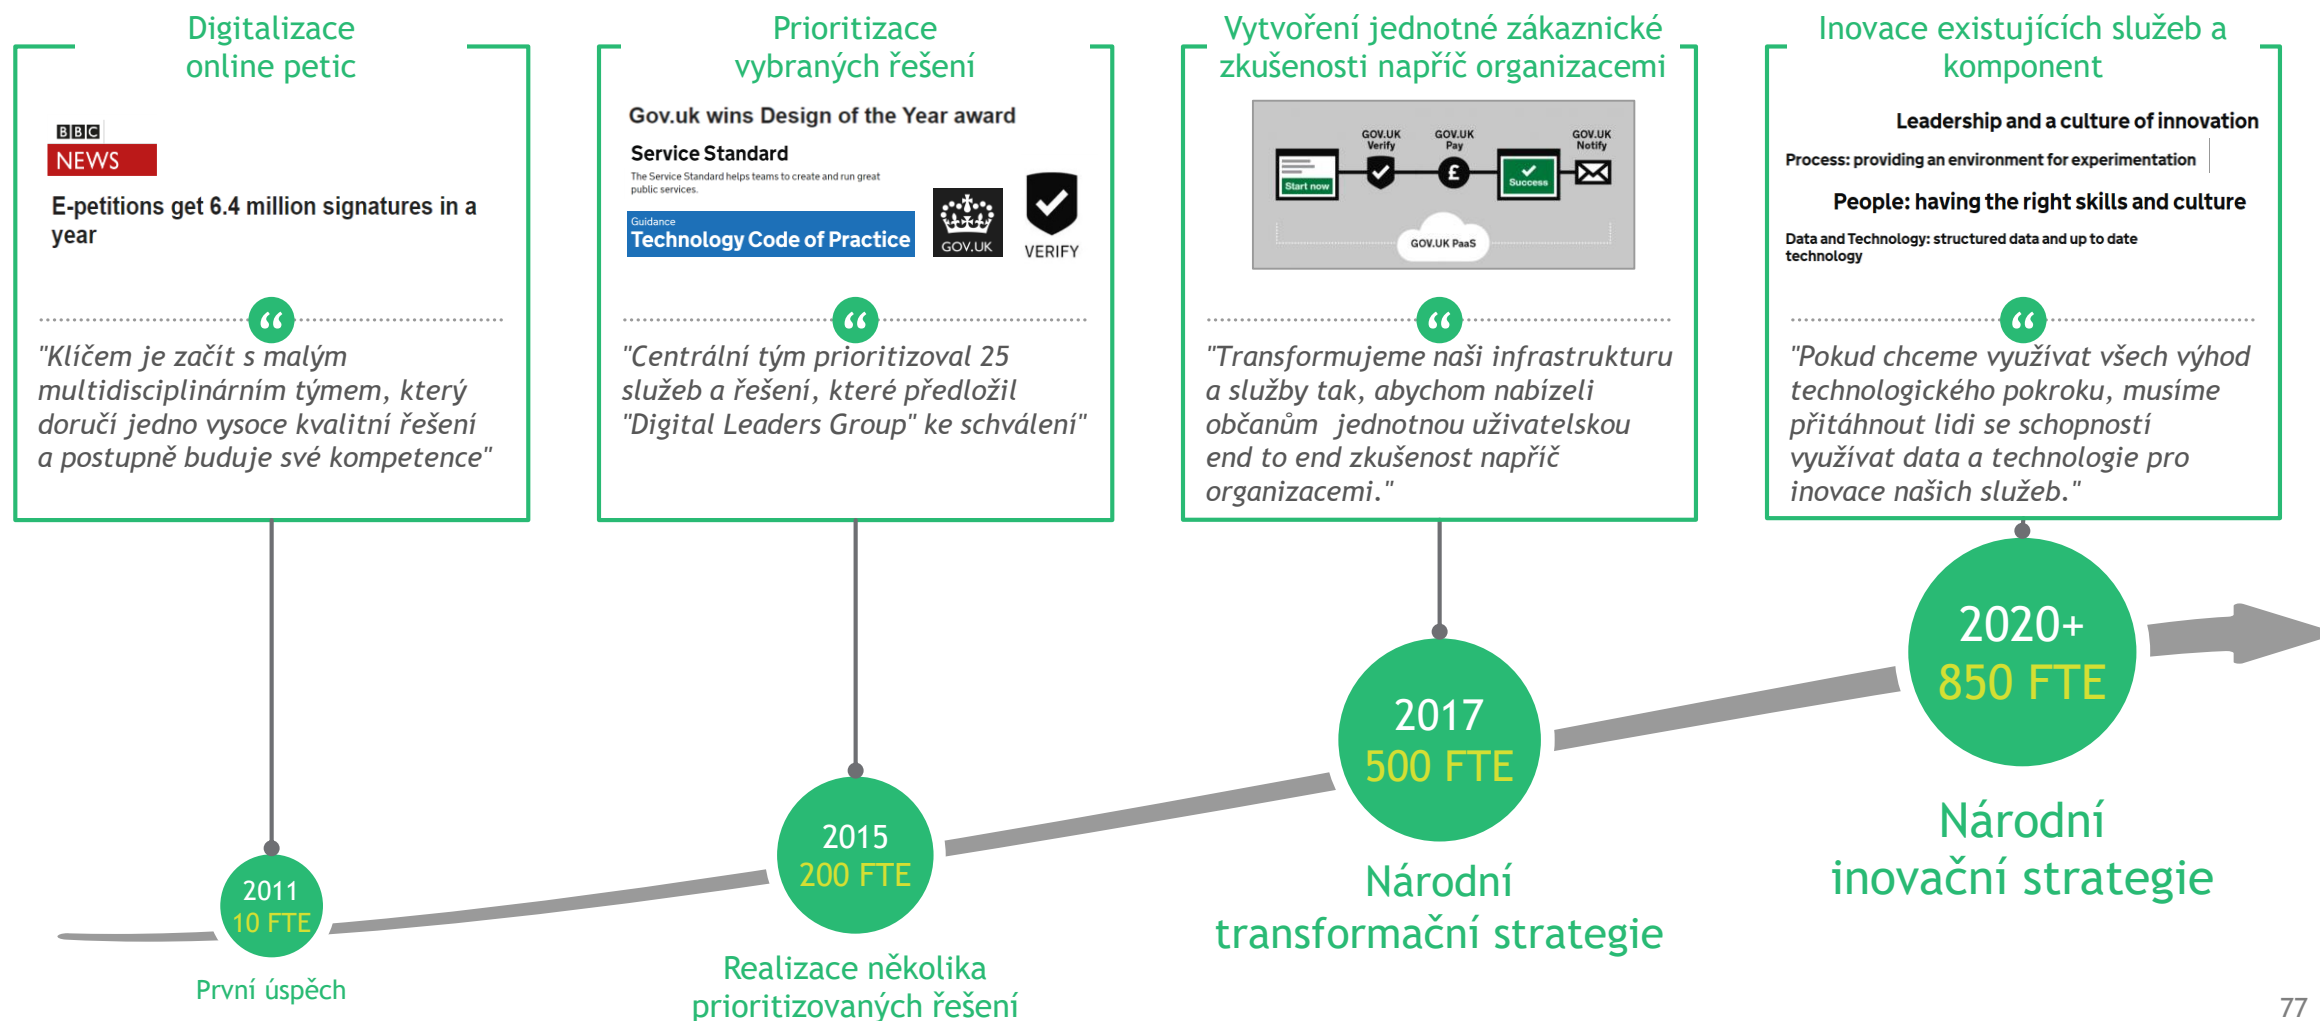 Digitalizace
online petic
BBC
NEWS
E-petitions get 6.4 million signatures in a
year
"Klíčem je začít s malým
multidisciplinárním týmem, který
doručí jedno vysoce kvalitní řešení
a postupně buduje své kompetence"
2011
10 FTE
První úspěch
Prioritizace
vybraných řešení
Gov.uk wins Design of the Year award
Service Standard
The Service Standard helps teams to create and run great
public services.
Guidance
Technology Code of Practice
GOV.UK
VERIFY
"Centrální tým prioritizoval 25
služeb a řešení, které předložil
"Digital Leaders Group" ke schválení"
2015
200 FTE
Realizace několika
prioritizovaných řešení
Vytvoření jednotné zákaznické
zkušenosti napříč organizacemi
GOV.UK
Verify
GOV.UK
Pay
GOV.UK
Notify
Start now
£
Success
GOV.UK PaaS
"Transformujeme naši infrastrukturu
a služby tak, abychom nabízeli
občanům jednotnou uživatelskou
end to end zkušenost napříč
organizacemi."
2017
500 FTE
Národní
transformační strategie
Inovace existujících služeb a
komponent
Leadership and a culture of innovation
Process: providing an environment for experimentation
People: having the right skills and culture
Data and Technology: structured data and up to date
technology
"Pokud chceme využívat všech výhod
technologického pokroku, musíme
přitáhnout lidi se schopností
využívat data a technologie pro
inovace našich služeb."
2020+
850 FTE
Národní
inovační strategie
77